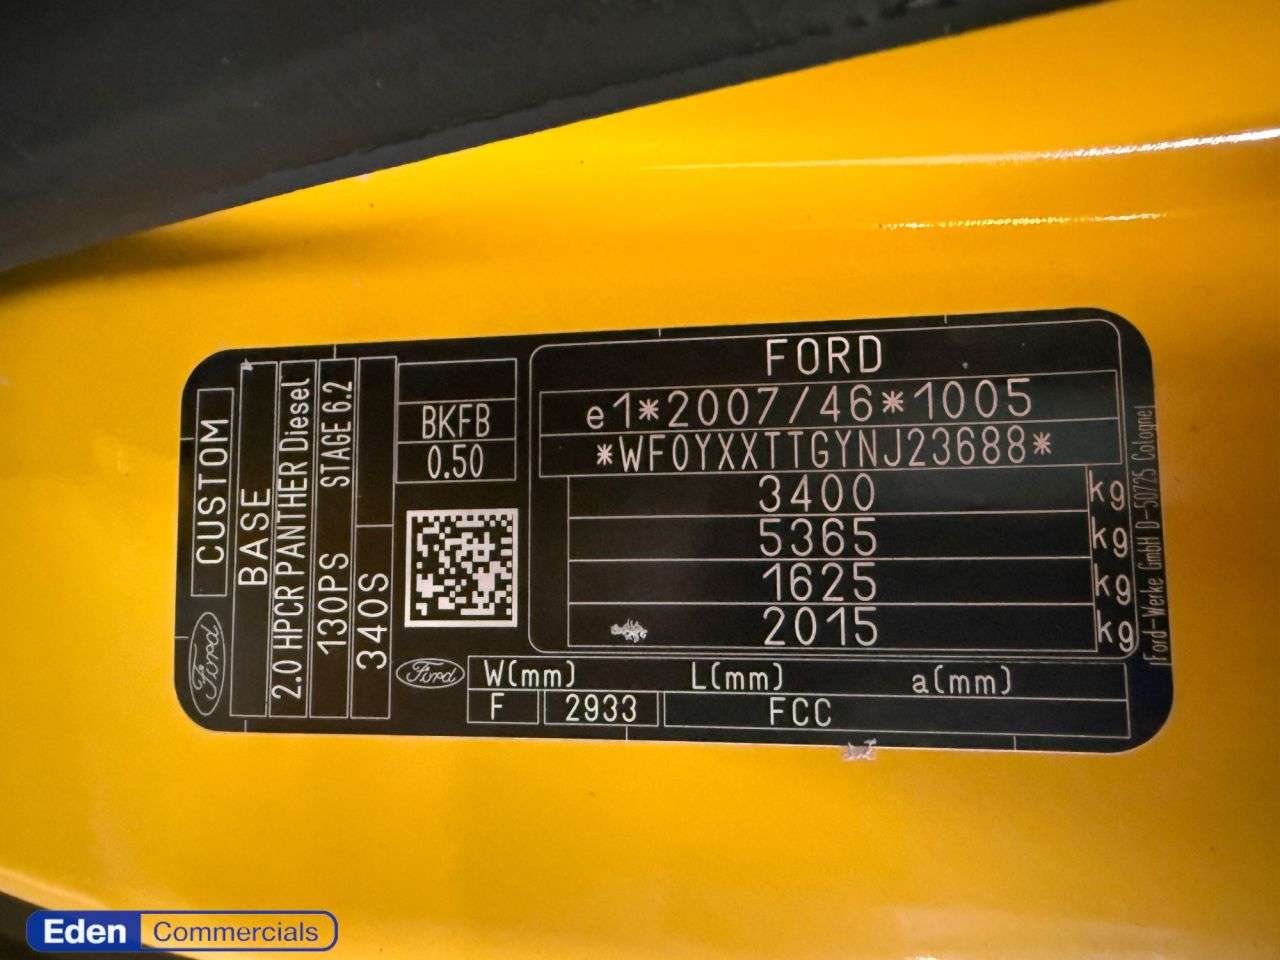 FORD
e1*2007/46*1005
*WF0YXXTTGYNJ23688*
3400 kg
5365 kg
1625 kg
2015 kg
BKFB
0.50
CUSTOM
BASE
2.0 HPCR PANTHER Diesel
130PS STAGE 6.2
340S
Ford
Ford
W(mm) L(mm) a(mm)
F 2933 FCC
Ford-Werke GmbH D-50725 Cologne
Eden Commercials